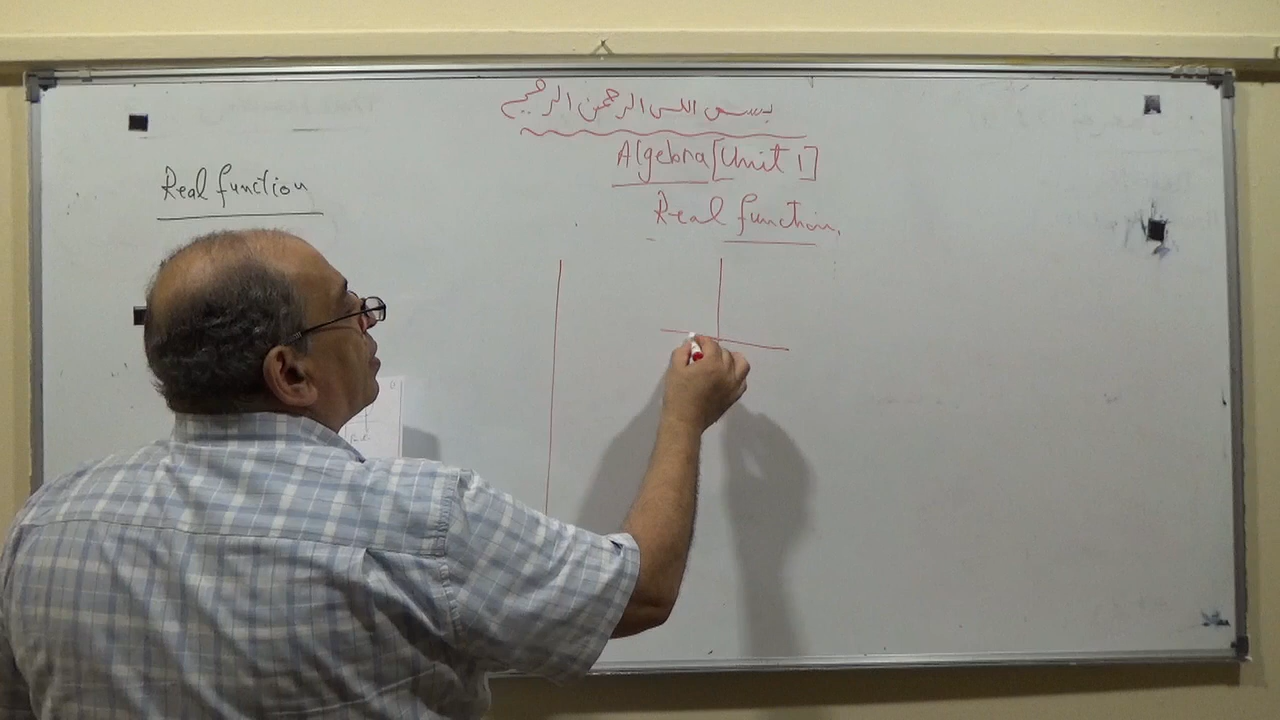 بسم الله الرحمن الرحيم
Algebra [Unit 1]
Real function
Real function